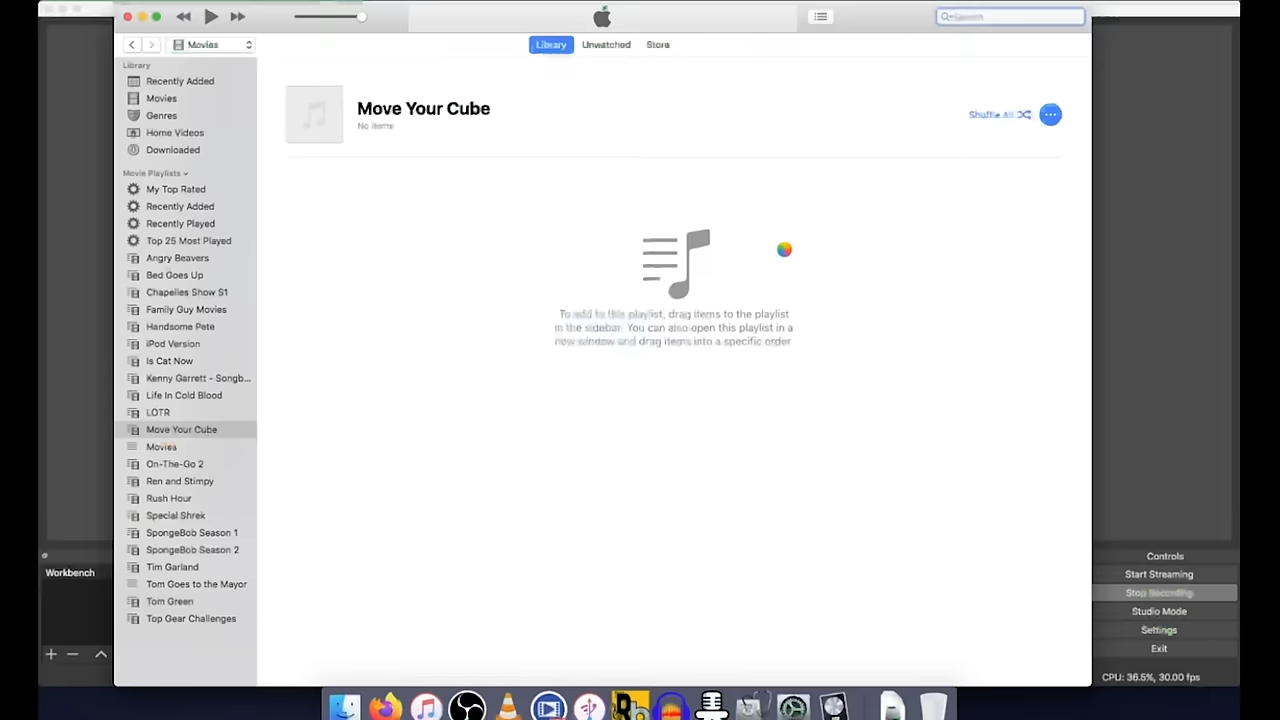 Search
Movies
Library
Unwatched
Store
Library
Recently Added
Movies
Genres
Home Videos
Downloaded
Movie Playlists
My Top Rated
Recently Added
Recently Played
Top 25 Most Played
Angry Beavers
Bed Goes Up
Chapelles Show S1
Family Guy Movies
Handsome Pete
iPod Version
Is Cat Now
Kenny Garrett - Songb...
Life In Cold Blood
LOTR
Move Your Cube
Movies
On-The-Go 2
Ren and Stimpy
Rush Hour
Special Shrek
SpongeBob Season 1
SpongeBob Season 2
Tim Garland
Tom Goes to the Mayor
Tom Green
Top Gear Challenges
Move Your Cube
No items
Shuffle All
To add to this playlist, drag items to the playlist
in the sidebar. You can also open this playlist in a
new window and drag items into a specific order
Workbench
Controls
Start Streaming
Stop Recording
Studio Mode
Settings
Exit
CPU: 36.5%, 30.00 fps